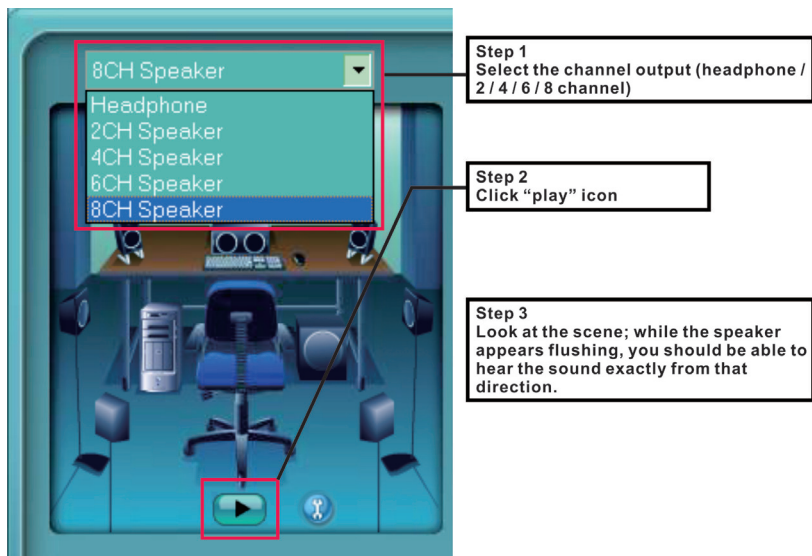 8CH Speaker
Headphone
2CH Speaker
4CH Speaker
6CH Speaker
8CH Speaker
Step 1
Select the channel output (headphone /
2 / 4 / 6 / 8 channel)
Step 2
Click “play” icon
Step 3
Look at the scene; while the speaker
appears flushing, you should be able to
hear the sound exactly from that
direction.